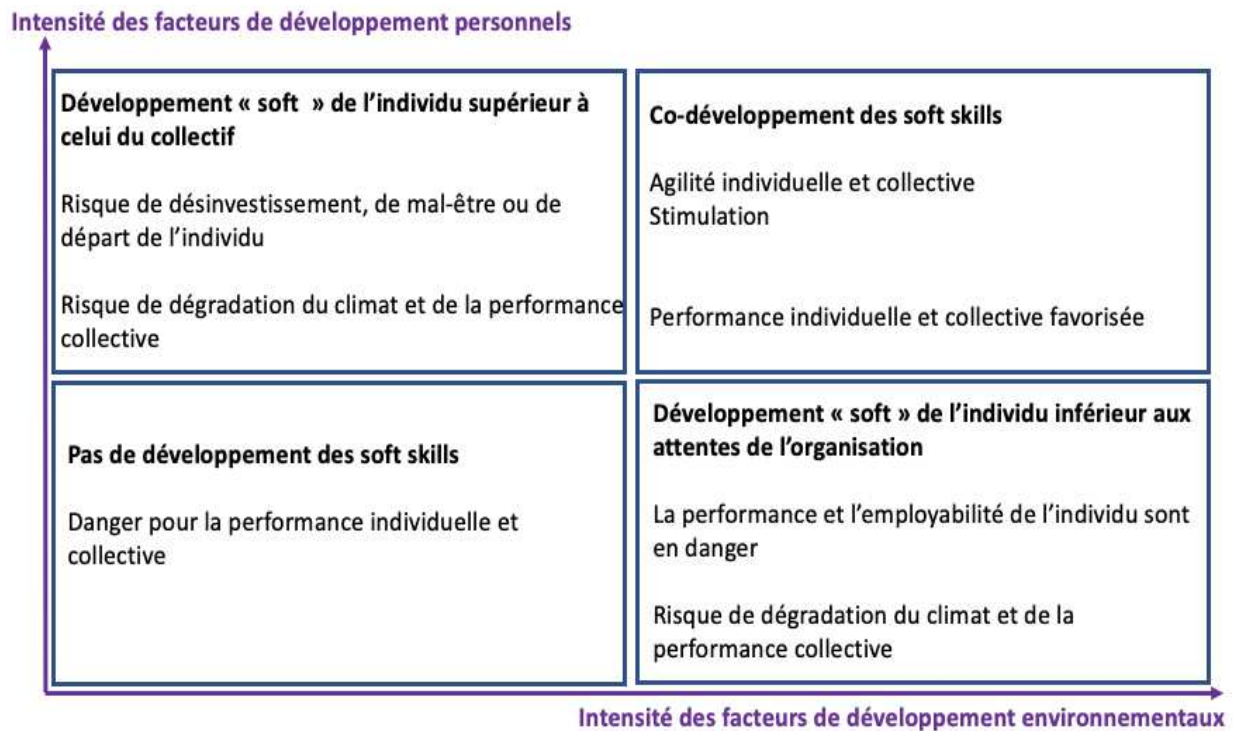 Intensité des facteurs de développement personnels
Développement « soft » de l'individu supérieur à
celui du collectif
Risque de désinvestissement, de mal-être ou de
départ de l'individu
Risque de dégradation du climat et de la performance
collective
Co-développement des soft skills
Agilité individuelle et collective
Stimulation
Performance individuelle et collective favorisée
Pas de développement des soft skills
Danger pour la performance individuelle et
collective
Développement « soft » de l'individu inférieur aux
attentes de l'organisation
La performance et l'employabilité de l'individu sont
en danger
Risque de dégradation du climat et de la
performance collective
Intensité des facteurs de développement environnementaux